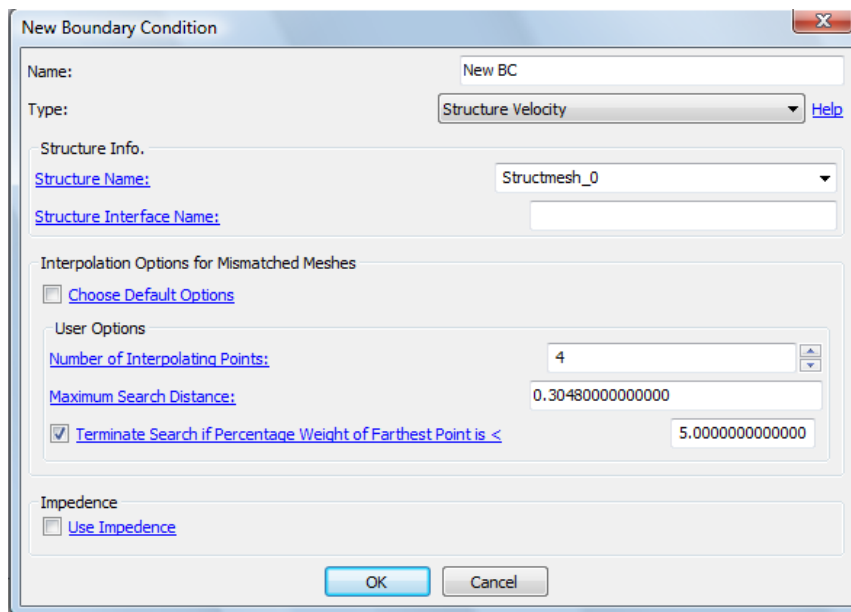 New Boundary Condition
Name: New BC
Type: Structure Velocity Help
Structure Info.
Structure Name: Structmesh_0
Structure Interface Name:
Interpolation Options for Mismatched Meshes
Choose Default Options
User Options
Number of Interpolating Points: 4
Maximum Search Distance: 0.30480000000000
Terminate Search if Percentage Weight of Farthest Point is < 5.0000000000000
Impedence
Use Impedence
OK Cancel